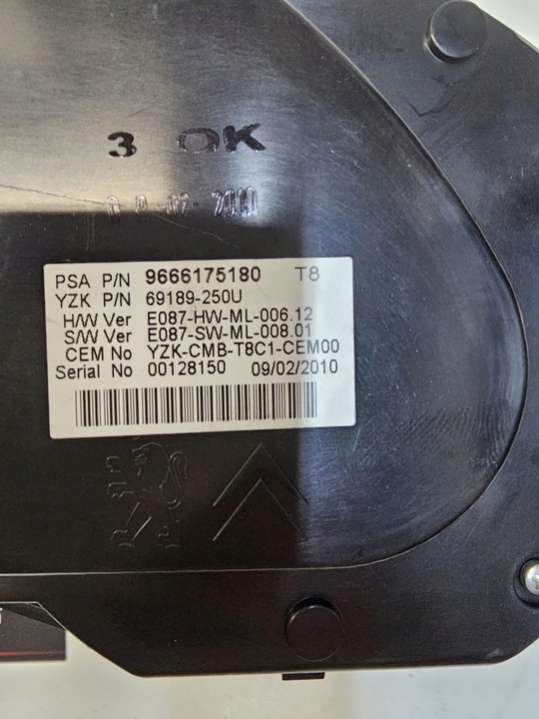 3 OK
PSA P/N 9666175180 T8
YZK P/N 69189-250U
H/W Ver E087-HW-ML-006.12
S/W Ver E087-SW-ML-008.01
CEM No YZK-CMB-T8C1-CEM00
Serial No 00128150 09/02/2010